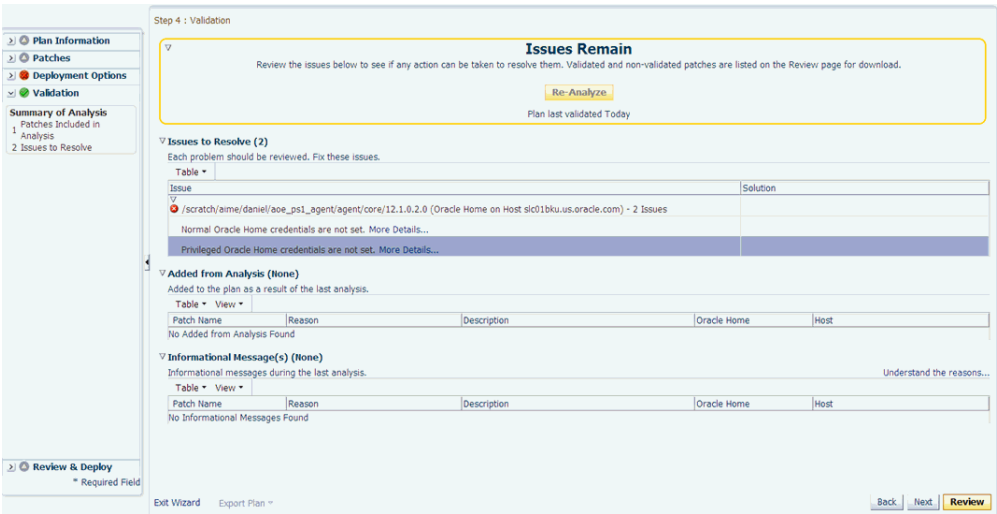 Step 4 : Validation
Plan Information
Patches
Deployment Options
Validation
Summary of Analysis
1 Patches Included in
Analysis
2 Issues to Resolve
Review & Deploy
* Required Field
Issues Remain
Review the issues below to see if any action can be taken to resolve them. Validated and non-validated patches are listed on the Review page for download.
Re-Analyze
Plan last validated Today
Issues to Resolve (2)
Each problem should be reviewed. Fix these issues.
Table
Issue Solution
/scratch/aime/daniel/aoe_ps1_agent/agent/core/12.1.0.2.0 (Oracle Home on Host slc01bku.us.oracle.com) - 2 Issues
Normal Oracle Home credentials are not set. More Details...
Privileged Oracle Home credentials are not set. More Details...
Added from Analysis (None)
Added to the plan as a result of the last analysis.
Table View
Patch Name Reason Description Oracle Home Host
No Added from Analysis Found
Informational Message(s) (None)
Informational messages during the last analysis. Understand the reasons...
Table View
Patch Name Reason Description Oracle Home Host
No Informational Messages Found
Exit Wizard Export Plan Back Next Review